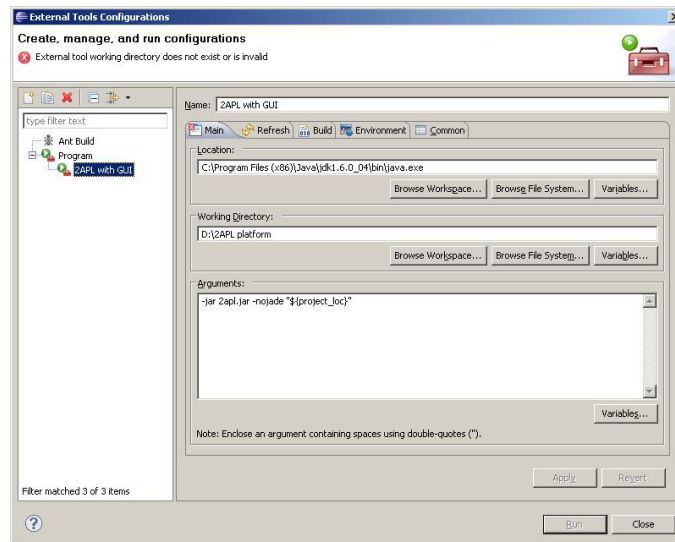 External Tools Configurations
Create, manage, and run configurations
External tool working directory does not exist or is invalid
type filter text
Ant Build
Program
2APL with GUI
Filter matched 3 of 3 items
Name: 2APL with GUI
Main Refresh Build Environment Common
Location:
C:\Program Files (x86)\Java\jdk1.6.0_04\bin\java.exe
Browse Workspace... Browse File System... Variables...
Working Directory:
D:\2APL platform
Browse Workspace... Browse File System... Variables...
Arguments:
-jar 2apl.jar -nojade "${project_loc}"
Variables...
Note: Enclose an argument containing spaces using double-quotes (").
Apply Revert
? Run Close